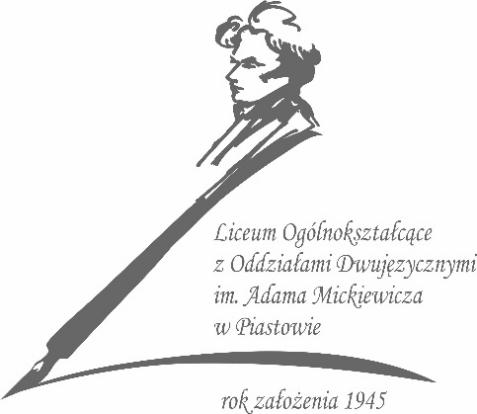 Liceum Ogólnokształcące
z Oddziałami Dwujęzycznymi
im. Adama Mickiewicza
w Piastowie
rok założenia 1945